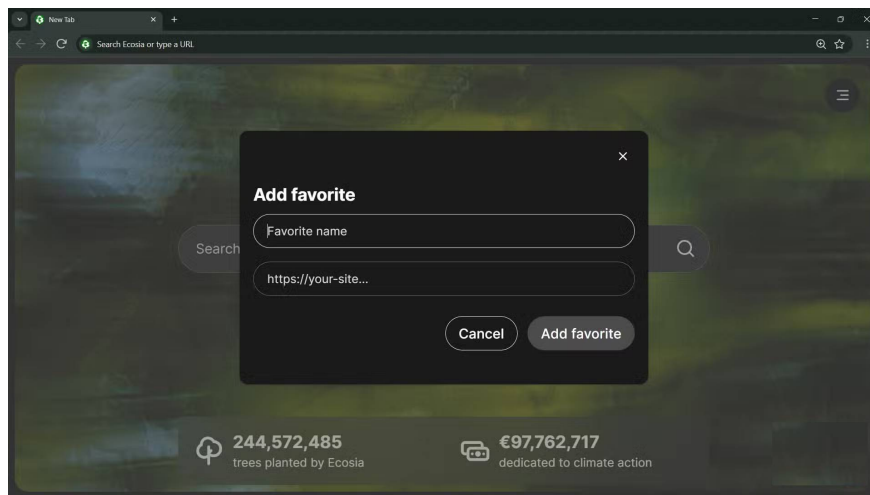 New Tab
Search Ecosia or type a URL
Add favorite
Favorite name
Search
https://your-site...
Cancel
Add favorite
244,572,485
trees planted by Ecosia
€97,762,717
dedicated to climate action